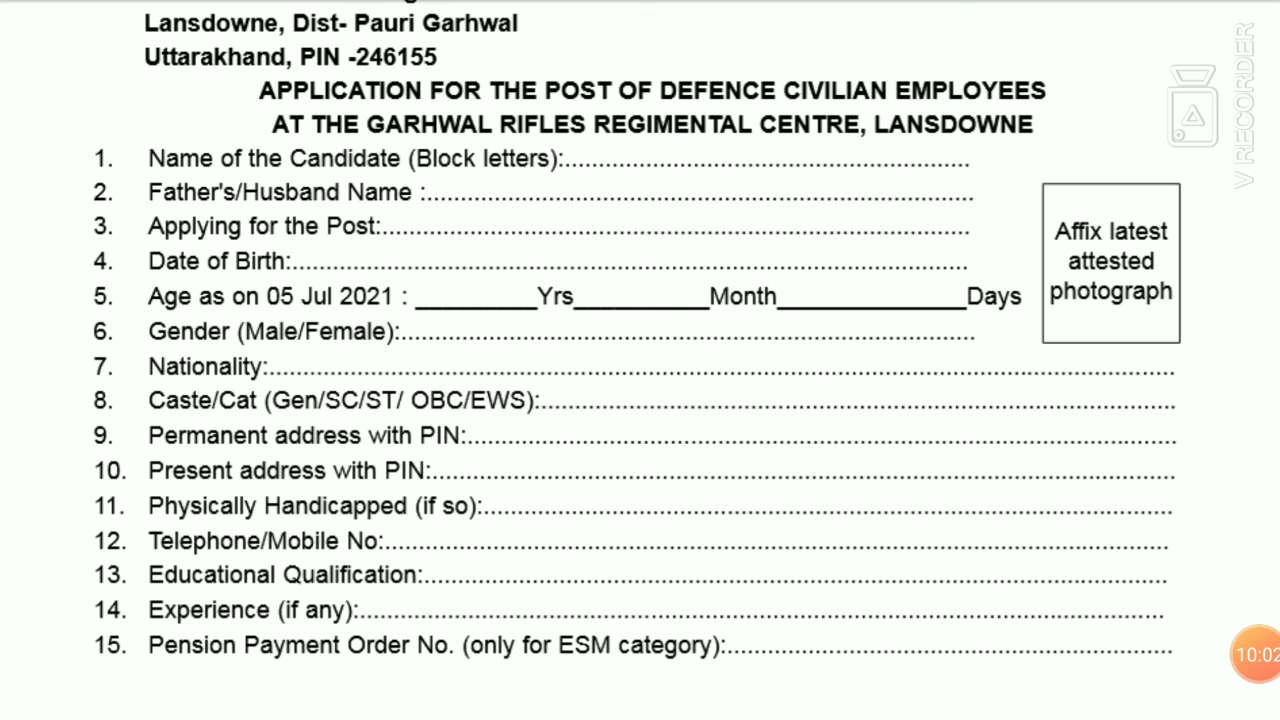 Lansdowne, Dist- Pauri Garhwal
Uttarakhand, PIN -246155
APPLICATION FOR THE POST OF DEFENCE CIVILIAN EMPLOYEES
AT THE GARHWAL RIFLES REGIMENTAL CENTRE, LANSDOWNE
1. Name of the Candidate (Block letters):..............................................................
2. Father's/Husband Name :...................................................................................
3. Applying for the Post:.........................................................................................
4. Date of Birth:......................................................................................................
5. Age as on 05 Jul 2021 : _________Yrs__________Month______________Days
6. Gender (Male/Female):......................................................................................
7. Nationality:.........................................................................................................
8. Caste/Cat (Gen/SC/ST/ OBC/EWS):................................................................
9. Permanent address with PIN:...........................................................................
10. Present address with PIN:...............................................................................
11. Physically Handicapped (if so):........................................................................
12. Telephone/Mobile No:......................................................................................
13. Educational Qualification:................................................................................
14. Experience (if any):..........................................................................................
15. Pension Payment Order No. (only for ESM category):....................................
Affix latest
attested
photograph
V RECORDER
10:02